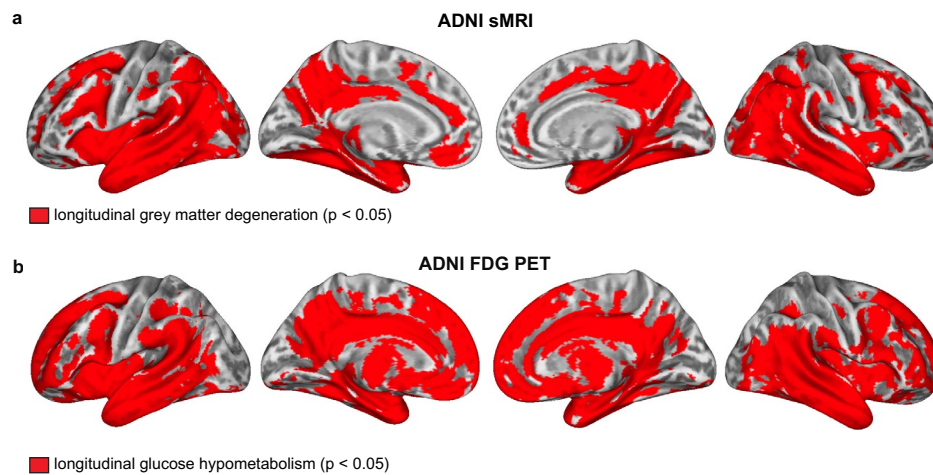 a
ADNI sMRI
longitudinal grey matter degeneration (p < 0.05)
b
ADNI FDG PET
longitudinal glucose hypometabolism (p < 0.05)